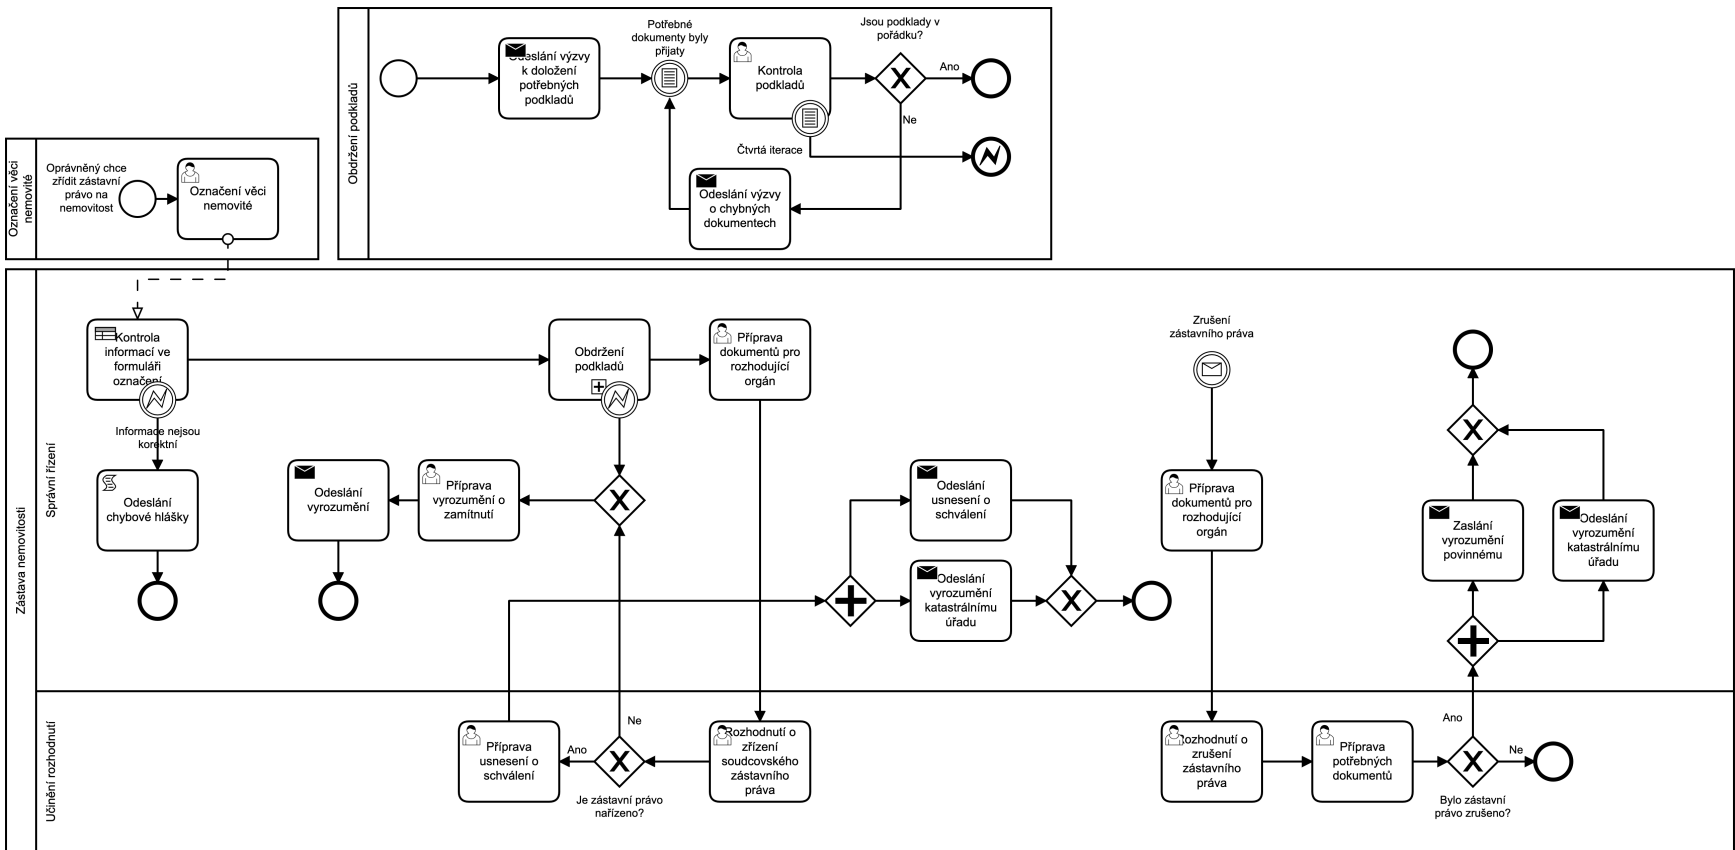 Obdržení podkladů
Odeslání výzvy
k doložení
potřebných
podkladů
Potřebné
dokumenty byly
přijaty
Kontrola
podkladů
Jsou podklady v
pořádku?
Ano
Ne
Čtvrtá iterace
Odeslání výzvy
o chybných
dokumentech
Označení věci
nemovité
Oprávněný chce
zřídit zástavní
právo na
nemovitost
Označení věci
nemovité
Zástava nemovitosti
Správní řízení
Kontrola
informací ve
formuláři
označení
Informace nejsou
korektní
Odeslání
chybové hlášky
Obdržení
podkladů
Příprava
dokumentů pro
rozhodující
orgán
Odeslání
vyrozumění
Příprava
vyrozumění o
zamítnutí
Odeslání
usnesení o
schválení
Odeslání
vyrozumění
katastrálnímu
úřadu
Zrušení
zástavního práva
Příprava
dokumentů pro
rozhodující
orgán
Zaslání
vyrozumění
povinnému
Odeslání
vyrozumění
katastrálnímu
úřadu
Učinění rozhodnutí
Příprava
usnesení o
schválení
Ano
Ne
Je zástavní právo
nařízeno?
Rozhodnutí o
zřízení
soudcovského
zástavního
práva
Rozhodnutí o
zrušení
zástavního
práva
Příprava
potřebných
dokumentů
Ano
Ne
Bylo zástavní
právo zrušeno?